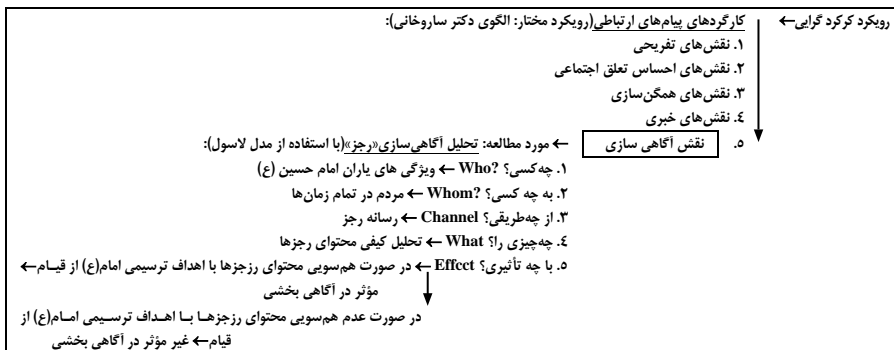 رویکرد کرکرد گرایی← کارگردهای پیام‌های ارتباطی(رویکرد مختار: الگوی دکتر ساروخانی):
۱. نقش‌های تفریحی
۲. نقش‌های احساس تعلق اجتماعی
۳. نقش‌های همگن‌سازی
٤. نقش‌های خبری
۵. نقش آگاهی سازی ← مورد مطالعه: تحلیل آگاهی‌سازی«رجز»(با استفاده از مدل لاسول):
۱. چه‌کسی؟ Who? ← ویژگی های یاران امام حسین (ع)
۲. به چه کسی؟ Whom? ← مردم در تمام زمان‌ها
۳. از چه‌طریقی؟ Channel ← رسانه رجز
٤. چه‌چیزی را؟ What ← تحلیل کیفی محتوای رجزها
۵. با چه تأثیری؟ Effcct ← در صورت هم‌سویی محتوای رزجزها با اهداف ترسیمی امام(ع) از قیـام←
مؤثر در آگاهی بخشی
در صورت عدم هم‌سویی محتوای رزجزهـا بـا اهـداف ترسـیمی امـام(ع) از
قیام← غیر مؤثر در آگاهی بخشی